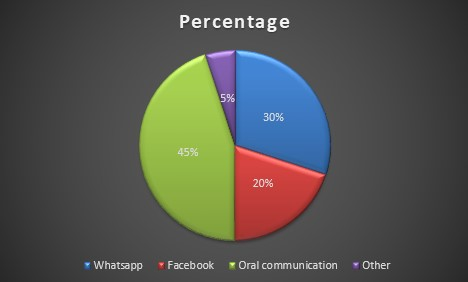 Percentage
5%
30%
45%
20%
Whatsapp Facebook Oral communication Other